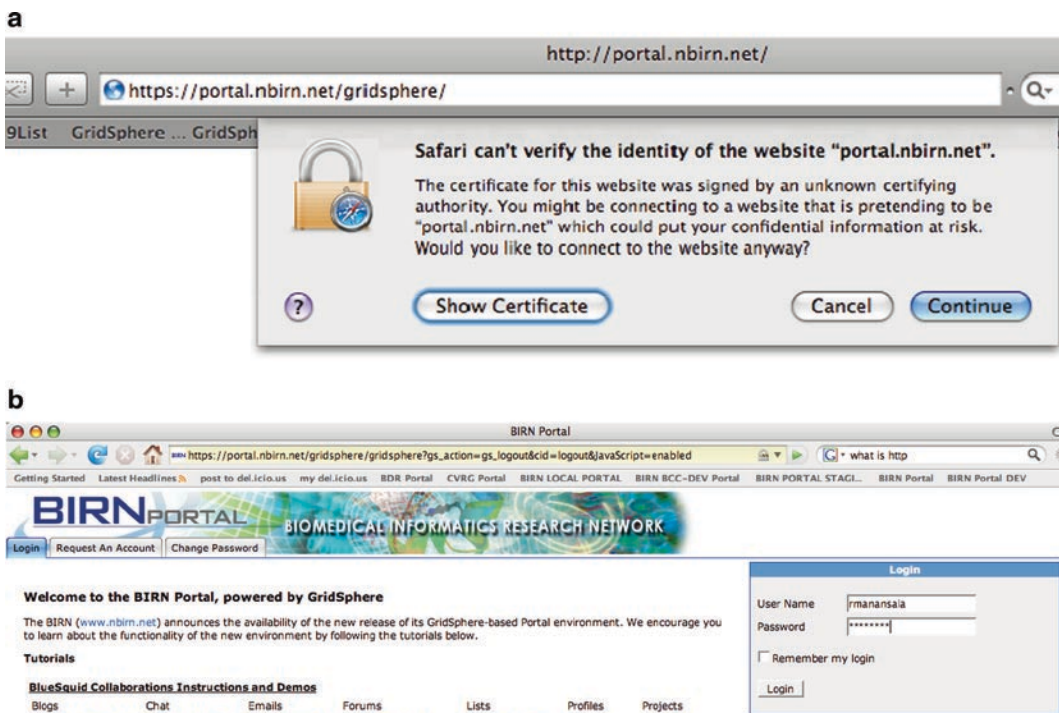 a
http://portal.nbirn.net/
https://portal.nbirn.net/gridsphere/
9List GridSphere ... GridSph
Safari can't verify the identity of the website "portal.nbirn.net".
The certificate for this website was signed by an unknown certifying
authority. You might be connecting to a website that is pretending to be
"portal.nbirn.net" which could put your confidential information at risk.
Would you like to connect to the website anyway?
? Show Certificate Cancel Continue
b
BIRN Portal
https://portal.nbirn.net/gridsphere/gridsphere?gs_action=gs_logout&cid=logout&JavaScript=enabled
what is http
Getting Started Latest Headlines post to del.icio.us my del.icio.us BDR Portal CVRG Portal BIRN LOCAL PORTAL BIRN BCC-DEV Portal BIRN PORTAL STAGI... BIRN Portal BIRN Portal DEV
BIRN PORTAL BIOMEDICAL INFORMATICS RESEARCH NETWORK
Login Request An Account Change Password
Login
Welcome to the BIRN Portal, powered by GridSphere
User Name rmanansala
The BIRN (www.nbirn.net) announces the availability of the new release of its GridSphere-based Portal environment. We encourage you
to learn about the functionality of the new environment by following the tutorials below.
Password ********
Tutorials
Remember my login
BlueSquid Collaborations Instructions and Demos
Login
Blogs Chat Emails Forums Lists Profiles Projects